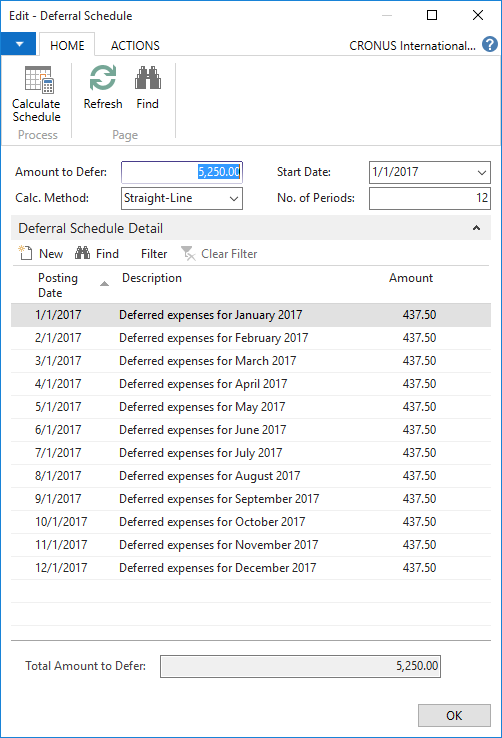 Edit - Deferral Schedule
HOME ACTIONS CRONUS International... ?
Calculate Schedule Refresh Find
Process Page
Amount to Defer: 5,250.00 Start Date: 1/1/2017
Calc. Method: Straight-Line No. of Periods: 12
Deferral Schedule Detail
New Find Filter Clear Filter
Posting Date Description Amount
1/1/2017 Deferred expenses for January 2017 437.50
2/1/2017 Deferred expenses for February 2017 437.50
3/1/2017 Deferred expenses for March 2017 437.50
4/1/2017 Deferred expenses for April 2017 437.50
5/1/2017 Deferred expenses for May 2017 437.50
6/1/2017 Deferred expenses for June 2017 437.50
7/1/2017 Deferred expenses for July 2017 437.50
8/1/2017 Deferred expenses for August 2017 437.50
9/1/2017 Deferred expenses for September 2017 437.50
10/1/2017 Deferred expenses for October 2017 437.50
11/1/2017 Deferred expenses for November 2017 437.50
12/1/2017 Deferred expenses for December 2017 437.50
Total Amount to Defer: 5,250.00
OK